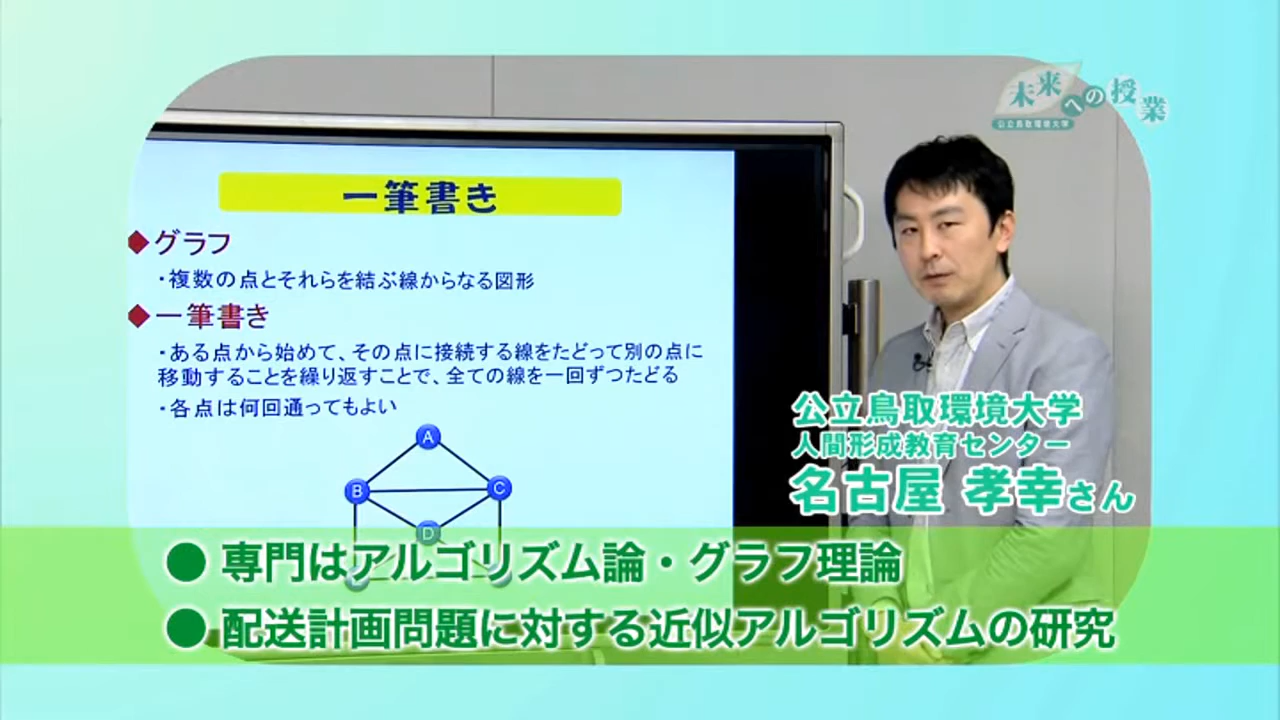 未来への授業
公立鳥取環境大学
一筆書き
◆グラフ
・複数の点とそれらを結ぶ線からなる図形
◆一筆書き
・ある点から始めて、その点に接続する線をたどって別の点に
移動することを繰り返すことで、全ての線を一回ずつたどる
・各点は何回通ってもよい
A
B
C
D
公立鳥取環境大学
人間形成教育センター
名古屋 孝幸さん
● 専門はアルゴリズム論・グラフ理論
● 配送計画問題に対する近似アルゴリズムの研究